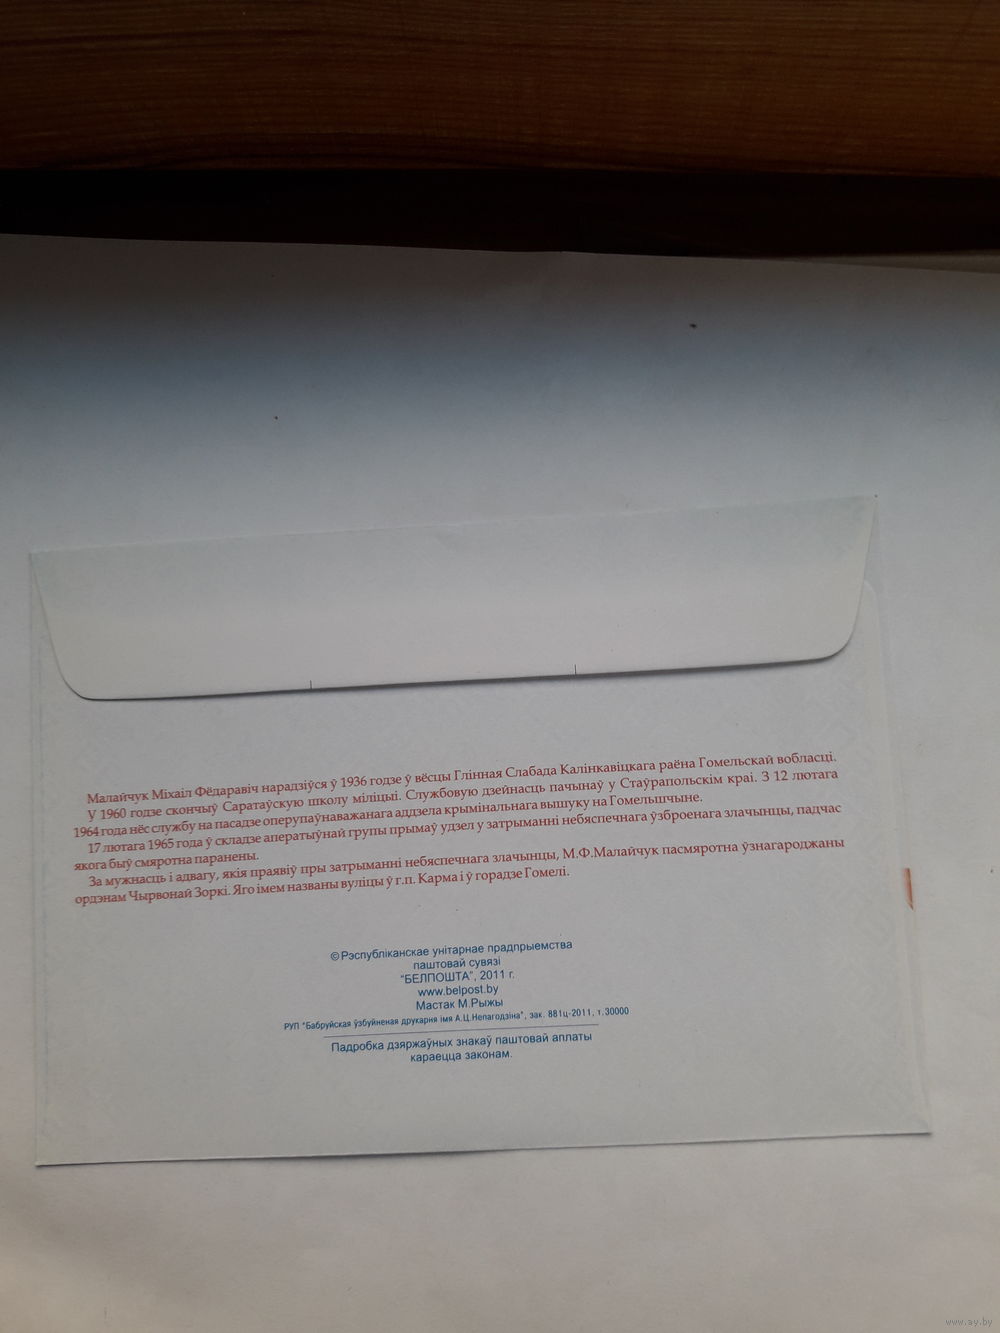 Малайчук Міхаіл Фёдаравіч нарадзіўся ў 1936 годзе ў вёсцы Глінная Слабада Калінкавіцкага раёна Гомельскай вобласці.
У 1960 годзе скончыў Саратаўскую школу міліцыі. Службовую дзейнасць пачынаў у Стаўрапольскім краі. З 12 лютага
1964 года нёс службу на пасадзе оперупаўнаважанага аддзела крымінальнага вышуку на Гомельшчыне.
17 лютага 1965 года ў складзе аператыўнай групы прымаў удзел у затрыманні небяспечнага ўзброенага злачынцы, падчас
якога быў смяротна паранены.
За мужнасць і адвагу, якія праявіў пры затрыманні небяспечнага злачынцы, М.Ф.Малайчук пасмяротна ўзнагароджаны
ордэнам Чырвонай Зоркі. Яго імем названы вуліцы ў г.п. Карма і ў горадзе Гомелі.
©Рэспубліканскае унітарнае прадпрыемства
паштовай сувязі
"БЕЛПОШТА", 2011 г.
www.belpost.by
Мастак М.Рыжы
РУП "Бабруйская ўзбуйненая друкарня імя А.Ц.Непагодзіна", зак. 881ц-2011, т.30000
Падробка дзяржаўных знакаў паштовай аплаты
караецца законам.
www.ay.by